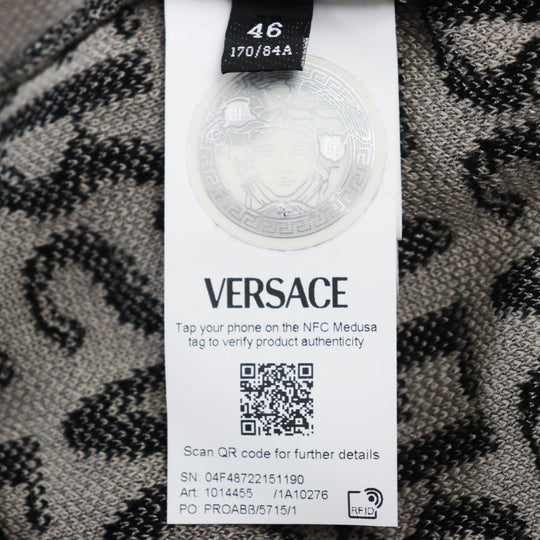 46
170/84A
VERSACE
Tap your phone on the NFC Medusa
tag to verify product authenticity
Scan QR code for further details
SN: 04F48722151190
Art: 1014455 /1A10276
PO: PROABB/5715/1
RFID